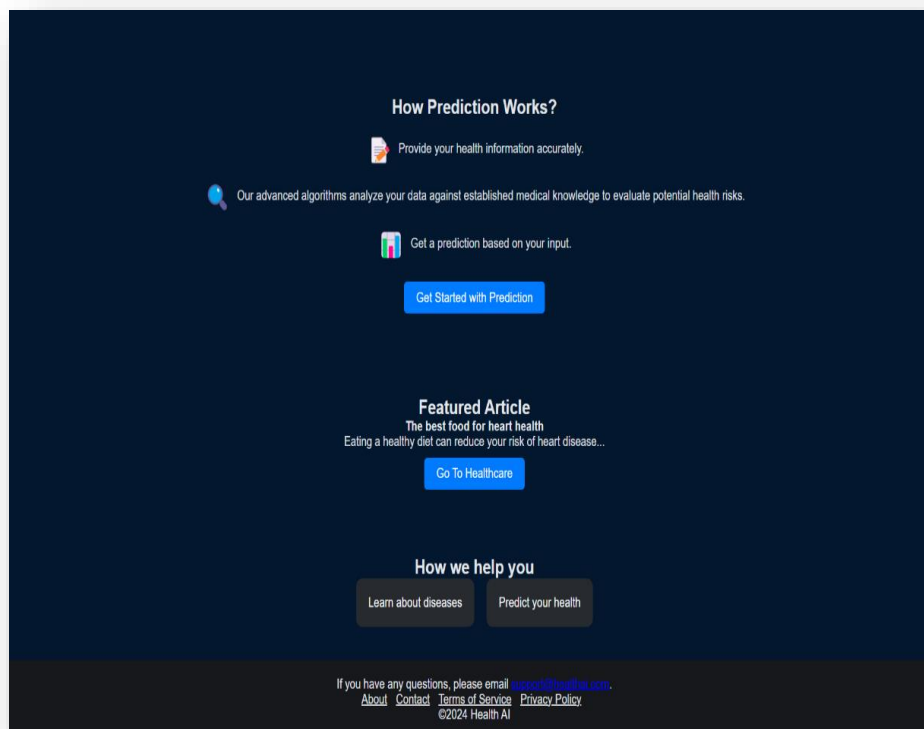 How Prediction Works?
Provide your health information accurately.
Our advanced algorithms analyze your data against established medical knowledge to evaluate potential health risks.
Get a prediction based on your input.
Get Started with Prediction
Featured Article
The best food for heart health
Eating a healthy diet can reduce your risk of heart disease...
Go To Healthcare
How we help you
Learn about diseases Predict your health
If you have any questions, please email
About Contact Terms of Service Privacy Policy
©2024 Health AI